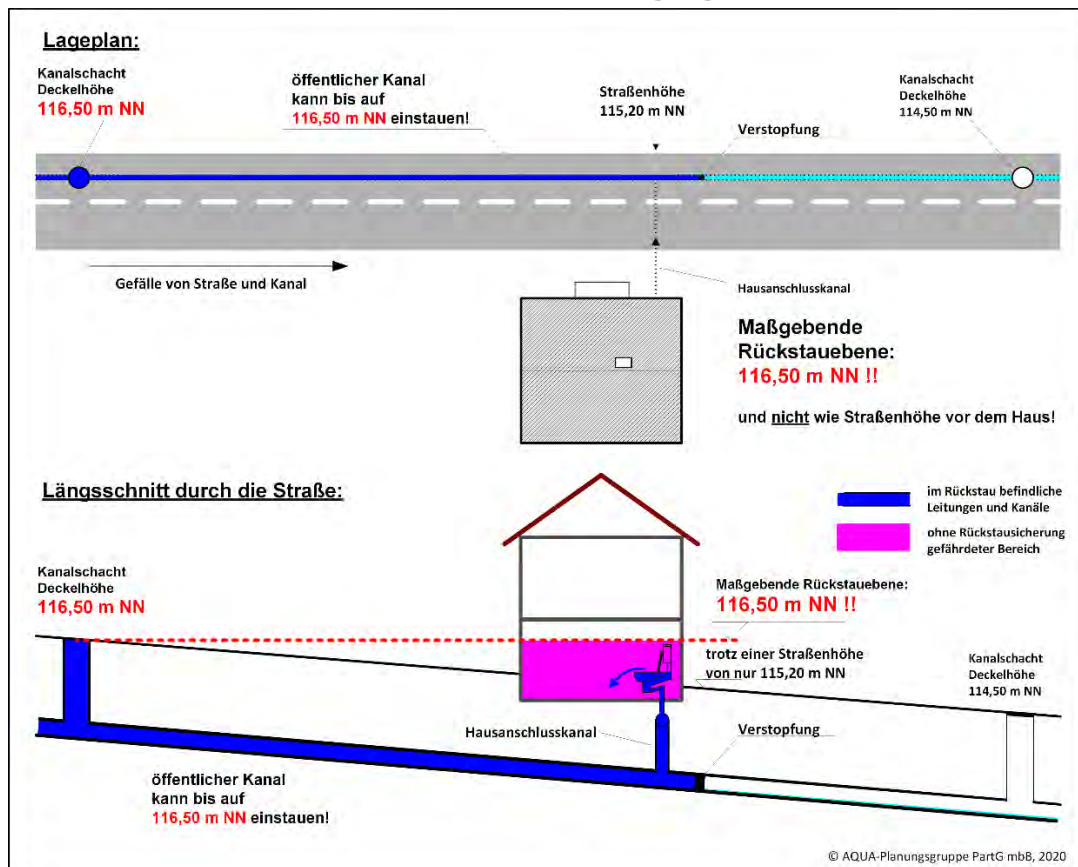 Lageplan:
Kanalschacht
Deckelhöhe
116,50 m NN
öffentlicher Kanal
kann bis auf
116,50 m NN einstauen!
Straßenhöhe
115,20 m NN
Verstopfung
Kanalschacht
Deckelhöhe
114,50 m NN
Gefälle von Straße und Kanal
Hausanschlusskanal
Maßgebende
Rückstauebene:
116,50 m NN !!
und nicht wie Straßenhöhe vor dem Haus!
Längsschnitt durch die Straße:
im Rückstau befindliche
Leitungen und Kanäle
ohne Rückstausicherung
gefährdeter Bereich
Kanalschacht
Deckelhöhe
116,50 m NN
Maßgebende Rückstauebene:
116,50 m NN !!
trotz einer Straßenhöhe
von nur 115,20 m NN
Kanalschacht
Deckelhöhe
114,50 m NN
Hausanschlusskanal
Verstopfung
öffentlicher Kanal
kann bis auf
116,50 m NN einstauen!
© AQUA-Planungsgruppe PartG mbB, 2020